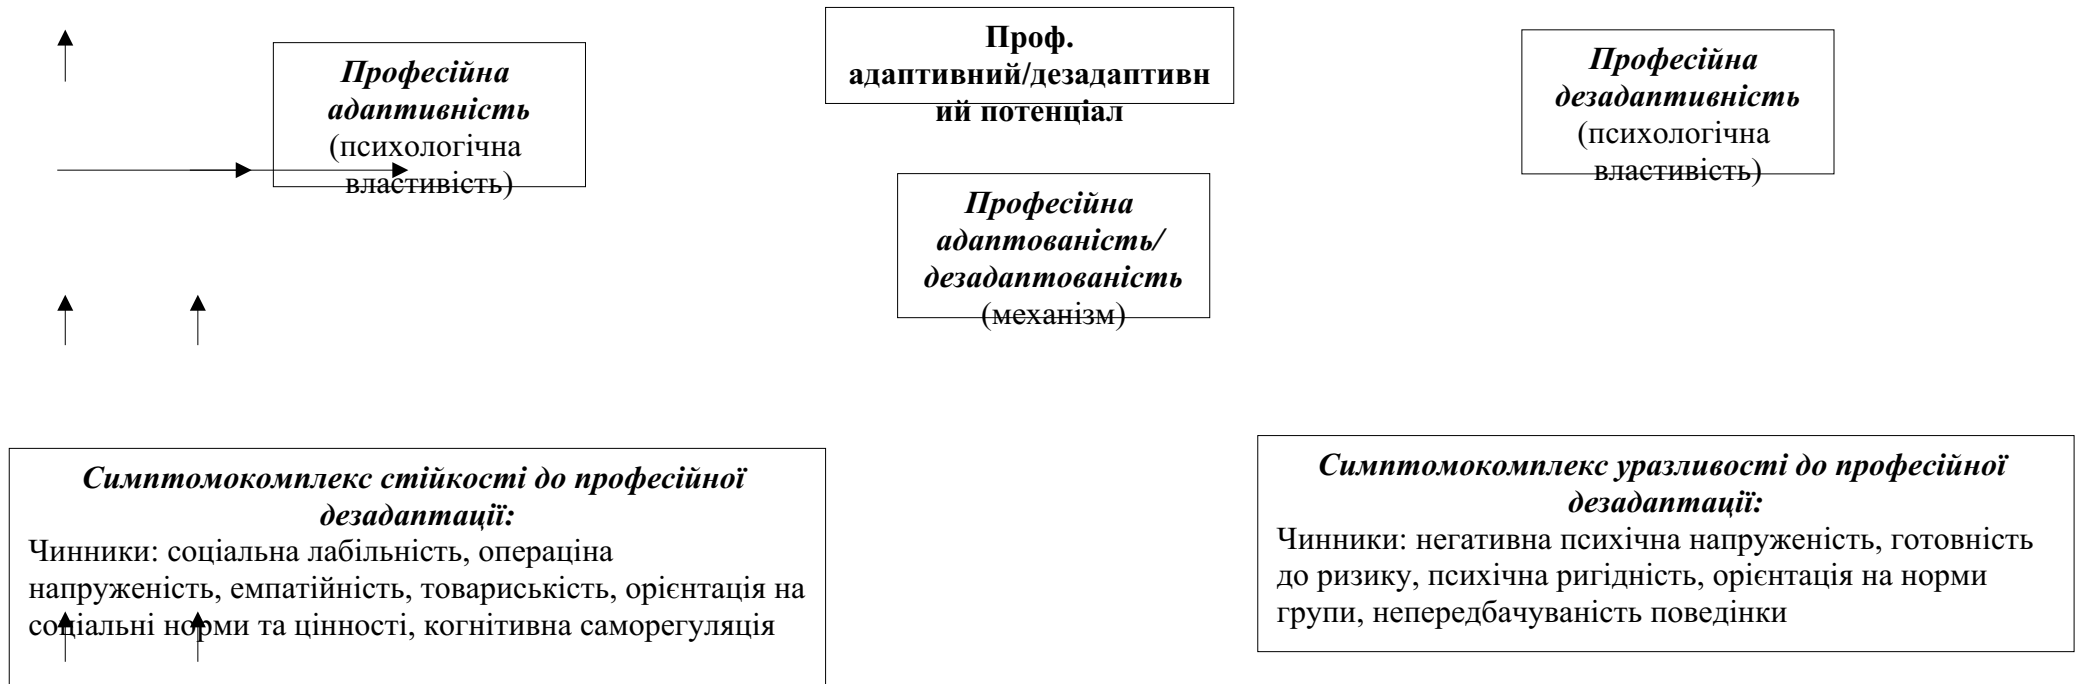 Професійна
адаптивність
(психологічна
властивість)
Проф.
адаптивний/дезадаптивн
ий потенціал
Професійна
дезадаптивність
(психологічна
властивість)
Професійна
адаптованість/
дезадаптованість
(механізм)
Симптомокомплекс стійкості до професійної
дезадаптації:
Чинники: соціальна лабільність, операціна
напруженість, емпатійність, товариськість, орієнтація на
соціальні норми та цінності, когнітивна саморегуляція
Симптомокомплекс уразливості до професійної
дезадаптації:
Чинники: негативна психічна напруженість, готовність
до ризику, психічна ригідність, орієнтація на норми
групи, непередбачуваність поведінки